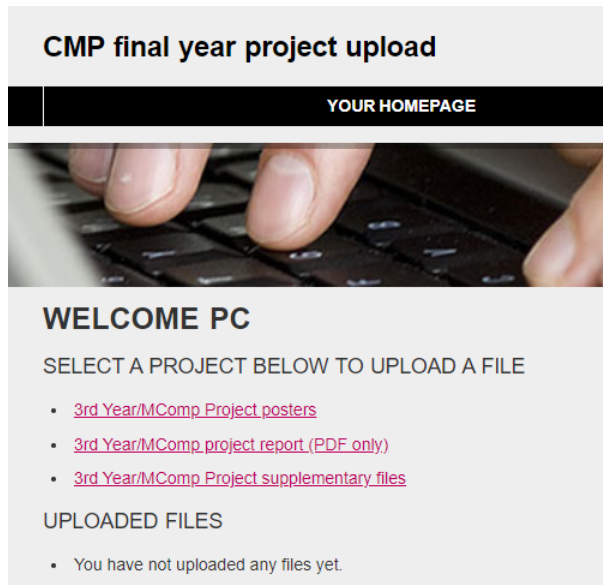 CMP final year project upload
YOUR HOMEPAGE
WELCOME PC
SELECT A PROJECT BELOW TO UPLOAD A FILE
3rd Year/MComp Project posters
3rd Year/MComp project report (PDF only)
3rd Year/MComp Project supplementary files
UPLOADED FILES
You have not uploaded any files yet.